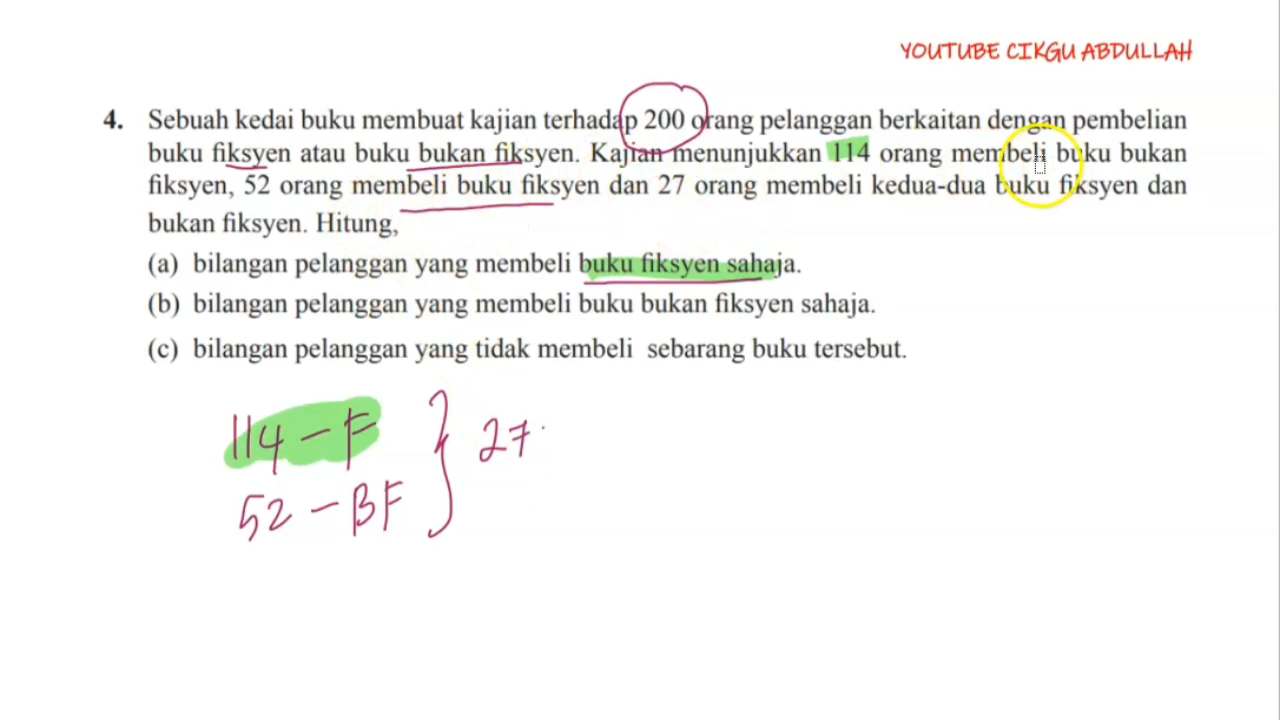 YOUTUBE CIKGU ABDULLAH
4. Sebuah kedai buku membuat kajian terhadap 200 orang pelanggan berkaitan dengan pembelian
buku fiksyen atau buku bukan fiksyen. Kajian menunjukkan 114 orang membeli buku bukan
fiksyen, 52 orang membeli buku fiksyen dan 27 orang membeli kedua-dua buku fiksyen dan
bukan fiksyen. Hitung,
(a) bilangan pelanggan yang membeli buku fiksyen sahaja.
(b) bilangan pelanggan yang membeli buku bukan fiksyen sahaja.
(c) bilangan pelanggan yang tidak membeli sebarang buku tersebut.
114 - F } 27
52 - BF